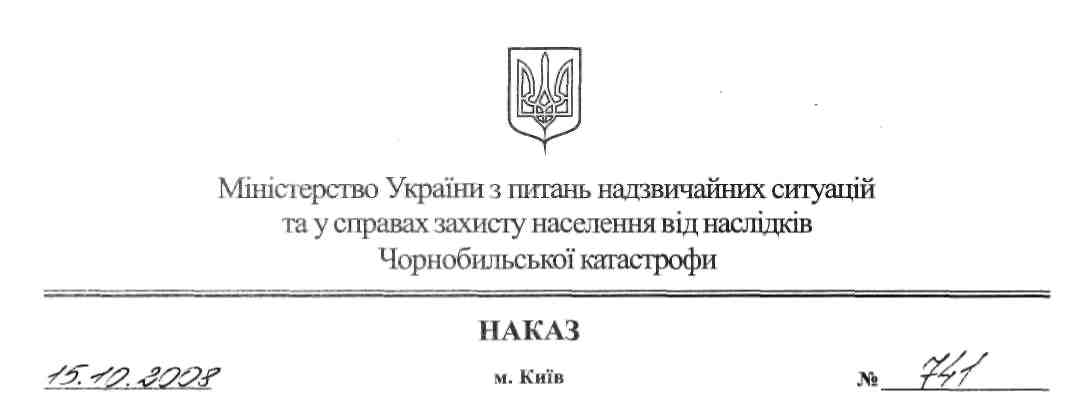 Міністерство України з питань надзвичайних ситуацій
та у справах захисту населення від наслідків
Чорнобильської катастрофи
НАКАЗ
15.10.2008 м. Київ № 741